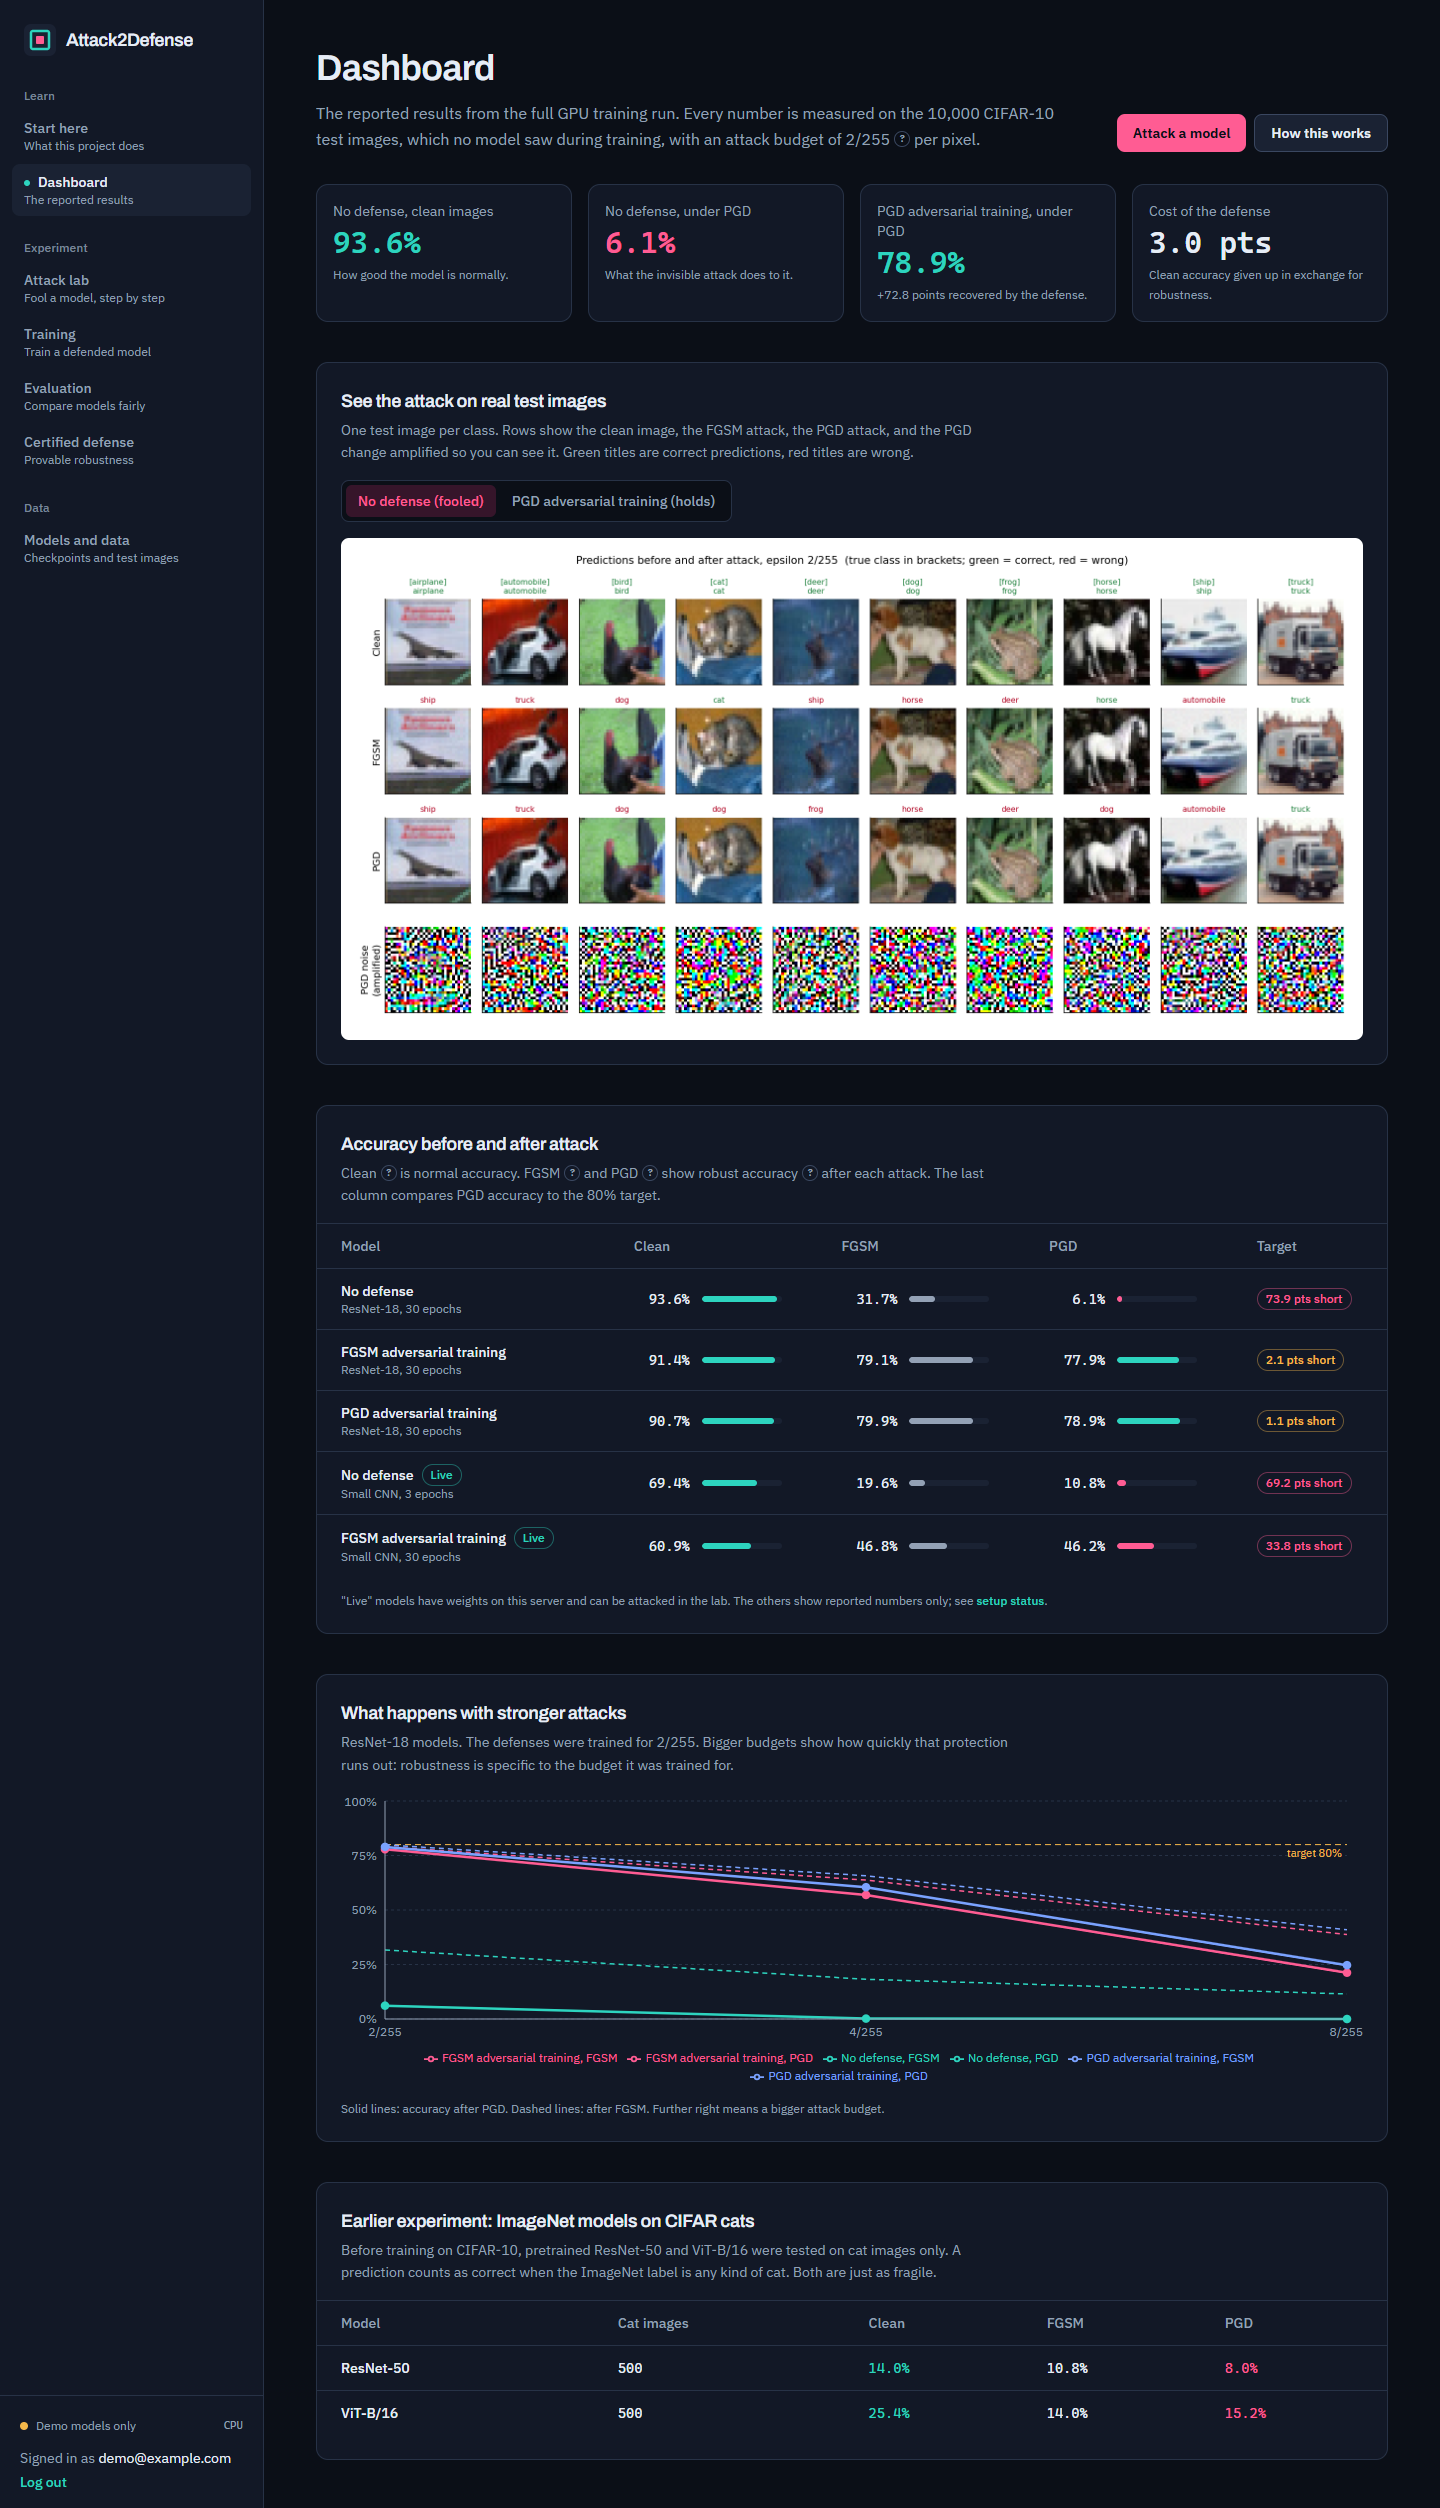 Attack2Defense
Learn
Start here
What this project does
Dashboard
The reported results
Experiment
Attack lab
Fool a model, step by step
Training
Train a defended model
Evaluation
Compare models fairly
Certified defense
Provable robustness
Data
Models and data
Checkpoints and test images
Demo models only CPU
Signed in as demo@example.com
Log out
Dashboard
The reported results from the full GPU training run. Every number is measured on the 10,000 CIFAR-10
test images, which no model saw during training, with an attack budget of 2/255 ? per pixel.
Attack a model
How this works
No defense, clean images
93.6%
How good the model is normally.
No defense, under PGD
6.1%
What the invisible attack does to it.
PGD adversarial training, under
PGD
78.9%
+72.8 points recovered by the defense.
Cost of the defense
3.0 pts
Clean accuracy given up in exchange for
robustness.
See the attack on real test images
One test image per class. Rows show the clean image, the FGSM attack, the PGD attack, and the PGD
change amplified so you can see it. Green titles are correct predictions, red titles are wrong.
No defense (fooled) PGD adversarial training (holds)
Predictions before and after attack, epsilon 2/255 (true class in brackets; green = correct, red = wrong)
[airplane] [automobile] [bird] [cat] [deer] [dog] [frog] [horse] [ship] [truck]
airplane automobile bird cat deer dog frog horse ship truck
Clean
ship truck dog cat ship horse deer horse automobile truck
FGSM
ship truck dog dog frog horse deer dog automobile truck
PGD
PGD noise
(amplified)
Accuracy before and after attack
Clean ? is normal accuracy. FGSM ? and PGD ? show robust accuracy ? after each attack. The last
column compares PGD accuracy to the 80% target.
Model Clean FGSM PGD Target
No defense
ResNet-18, 30 epochs
93.6% 31.7% 6.1% 73.9 pts short
FGSM adversarial training
ResNet-18, 30 epochs
91.4% 79.1% 77.9% 2.1 pts short
PGD adversarial training
ResNet-18, 30 epochs
90.7% 79.9% 78.9% 1.1 pts short
No defense Live
Small CNN, 3 epochs
69.4% 19.6% 10.8% 69.2 pts short
FGSM adversarial training Live
Small CNN, 30 epochs
60.9% 46.8% 46.2% 33.8 pts short
"Live" models have weights on this server and can be attacked in the lab. The others show reported numbers only; see setup status.
What happens with stronger attacks
ResNet-18 models. The defenses were trained for 2/255. Bigger budgets show how quickly that protection
runs out: robustness is specific to the budget it was trained for.
100%
75%
50%
25%
0%
target 80%
2/255 4/255 8/255
FGSM adversarial training, FGSM FGSM adversarial training, PGD No defense, FGSM No defense, PGD PGD adversarial training, FGSM
PGD adversarial training, PGD
Solid lines: accuracy after PGD. Dashed lines: after FGSM. Further right means a bigger attack budget.
Earlier experiment: ImageNet models on CIFAR cats
Before training on CIFAR-10, pretrained ResNet-50 and ViT-B/16 were tested on cat images only. A
prediction counts as correct when the ImageNet label is any kind of cat. Both are just as fragile.
Model Cat images Clean FGSM PGD
ResNet-50 500 14.0% 10.8% 8.0%
ViT-B/16 500 25.4% 14.0% 15.2%